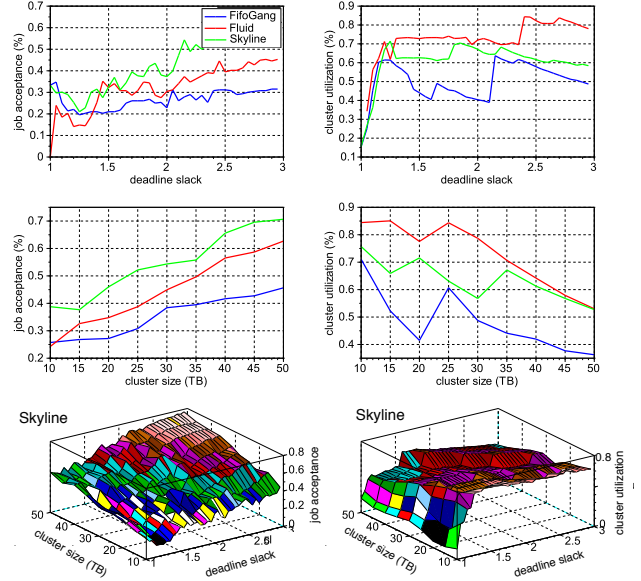 0.7
0.6
0.5
0.4
0.3
0.2
0.1
0
job acceptance (%)
FifoGang
Fluid
Skyline
1 1.5 2 2.5 3
deadline slack
0.9
0.8
0.7
0.6
0.5
0.4
0.3
0.2
0.1
cluster utilization (%)
1 1.5 2 2.5 3
deadline slack
0.7
0.6
0.5
0.4
0.3
0.2
job acceptance (%)
10 15 20 25 30 35 40 45 50
cluster size (TB)
0.9
0.8
0.7
0.6
0.5
0.4
cluster utilization (%)
10 15 20 25 30 35 40 45 50
cluster size (TB)
Skyline
0.8
0.6
0.4
0.2
0
job acceptance
50 40 30 20 10
cluster size (TB)
1 1.5 2 2.5 3
deadline slack
Skyline
0.8
0
cluster utilization
50 40 30 20 10
cluster size (TB)
1 1.5 2 2.5 3
deadline slack